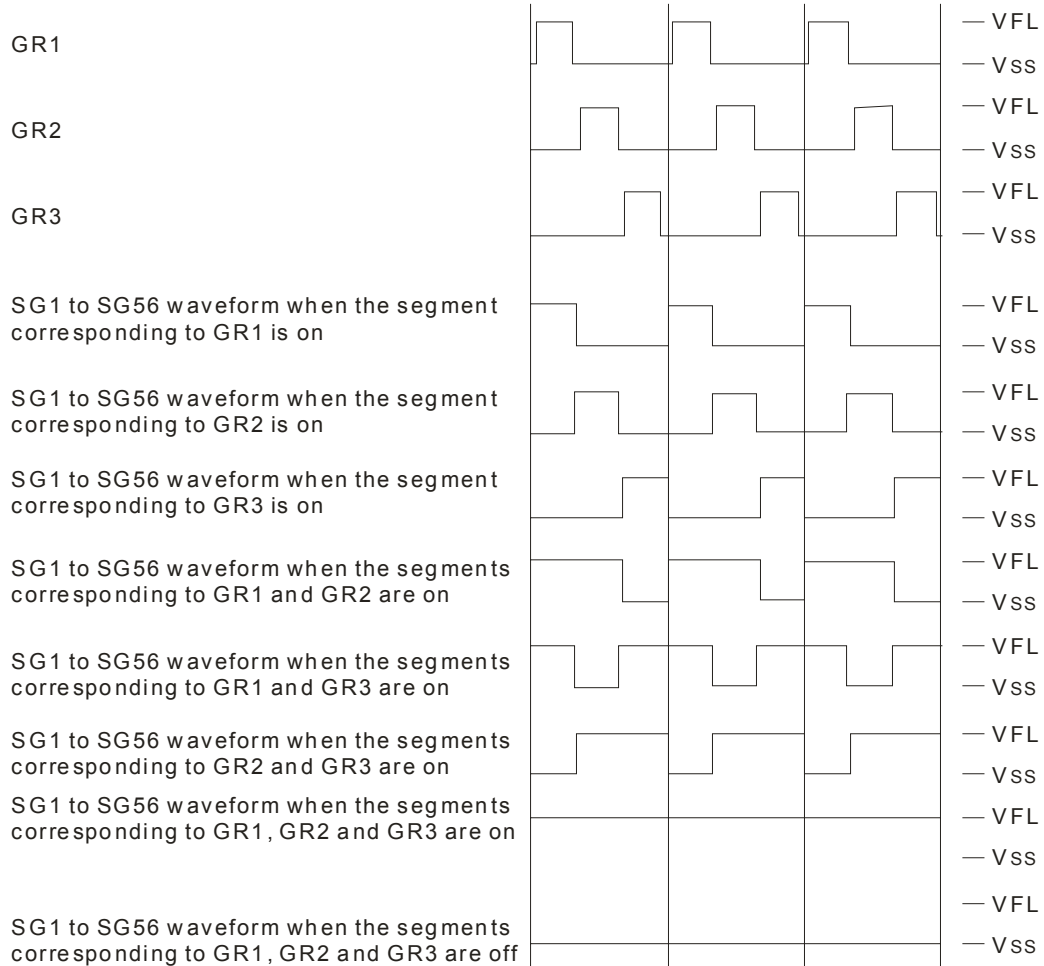 GR1
VFL
Vss
GR2
VFL
Vss
GR3
VFL
Vss
SG1 to SG56 waveform when the segment
corresponding to GR1 is on
VFL
Vss
SG1 to SG56 waveform when the segment
corresponding to GR2 is on
VFL
Vss
SG1 to SG56 waveform when the segment
corresponding to GR3 is on
VFL
Vss
SG1 to SG56 waveform when the segments
corresponding to GR1 and GR2 are on
VFL
Vss
SG1 to SG56 waveform when the segments
corresponding to GR1 and GR3 are on
VFL
Vss
SG1 to SG56 waveform when the segments
corresponding to GR2 and GR3 are on
VFL
Vss
SG1 to SG56 waveform when the segments
corresponding to GR1, GR2 and GR3 are on
VFL
Vss
SG1 to SG56 waveform when the segments
corresponding to GR1, GR2 and GR3 are off
VFL
Vss